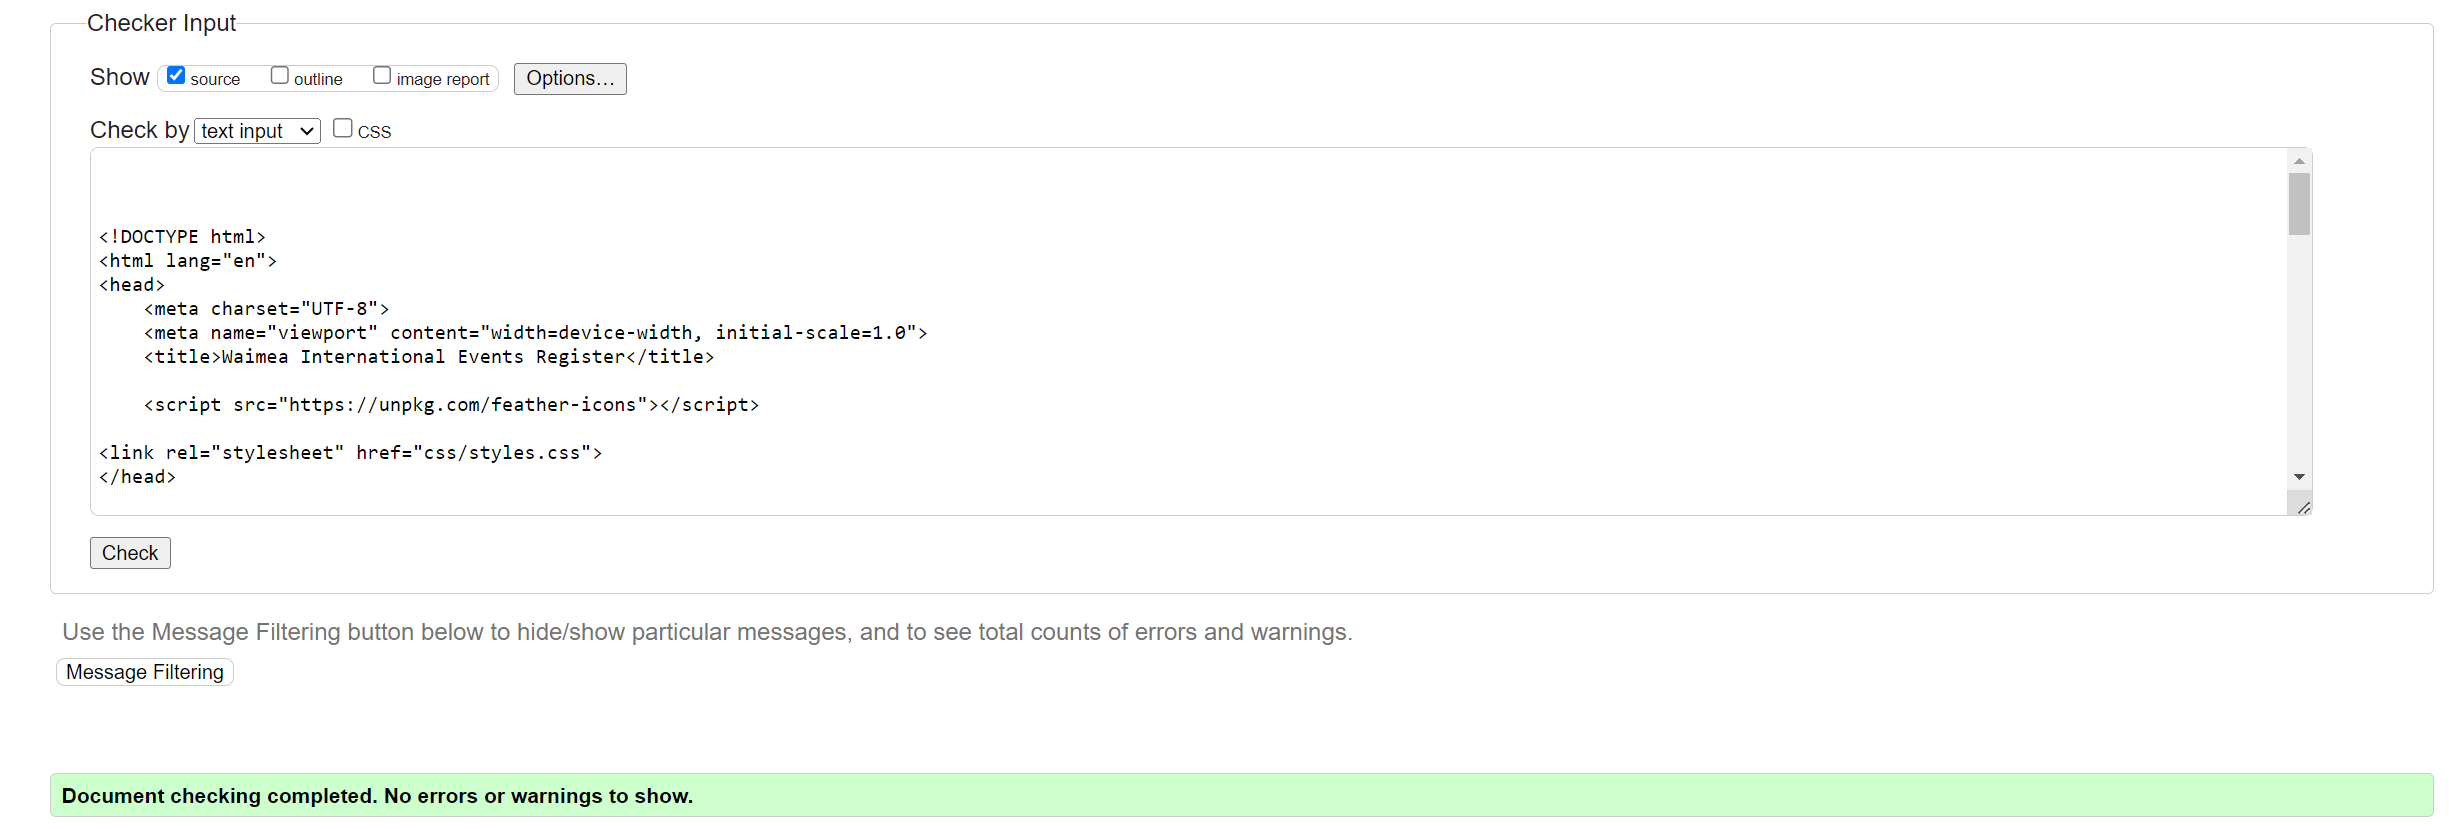 Checker Input
Show source outline image report Options...
Check by text input CSS
<!DOCTYPE html>
<html lang="en">
<head>
    <meta charset="UTF-8">
    <meta name="viewport" content="width=device-width, initial-scale=1.0">
    <title>Waimea International Events Register</title>
    <script src="https://unpkg.com/feather-icons"></script>
<link rel="stylesheet" href="css/styles.css">
</head>
Check
Use the Message Filtering button below to hide/show particular messages, and to see total counts of errors and warnings.
Message Filtering
Document checking completed. No errors or warnings to show.